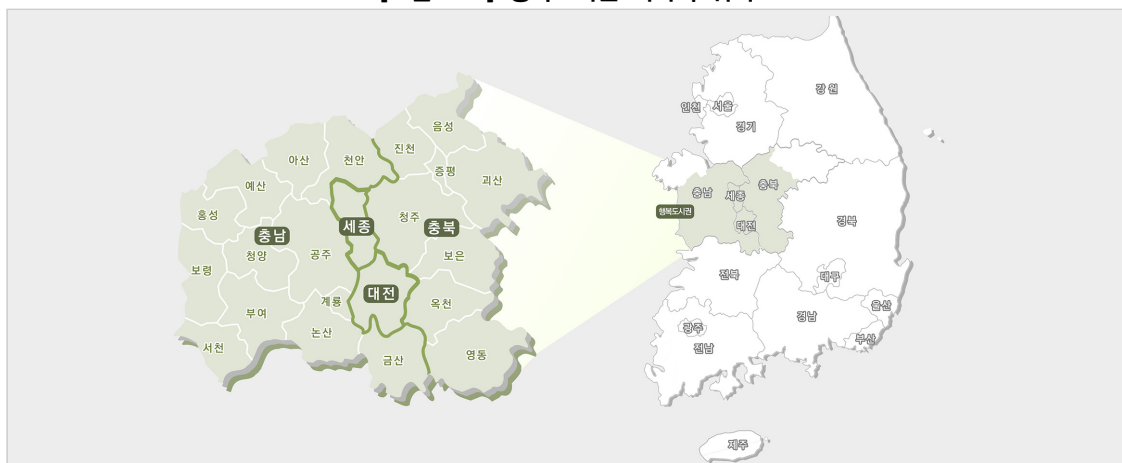 음성
진천
아산
천안
증평
괴산
예산
홍성
청주
세종
충북
충남
청양
공주
보은
보령
대전
계룡
옥천
부여
논산
서천
영동
금산
강원
인천
서울
경기
충남
세종
충북
행복도시권
대전
경북
전북
대구
울산
경남
광주
부산
전남
제주